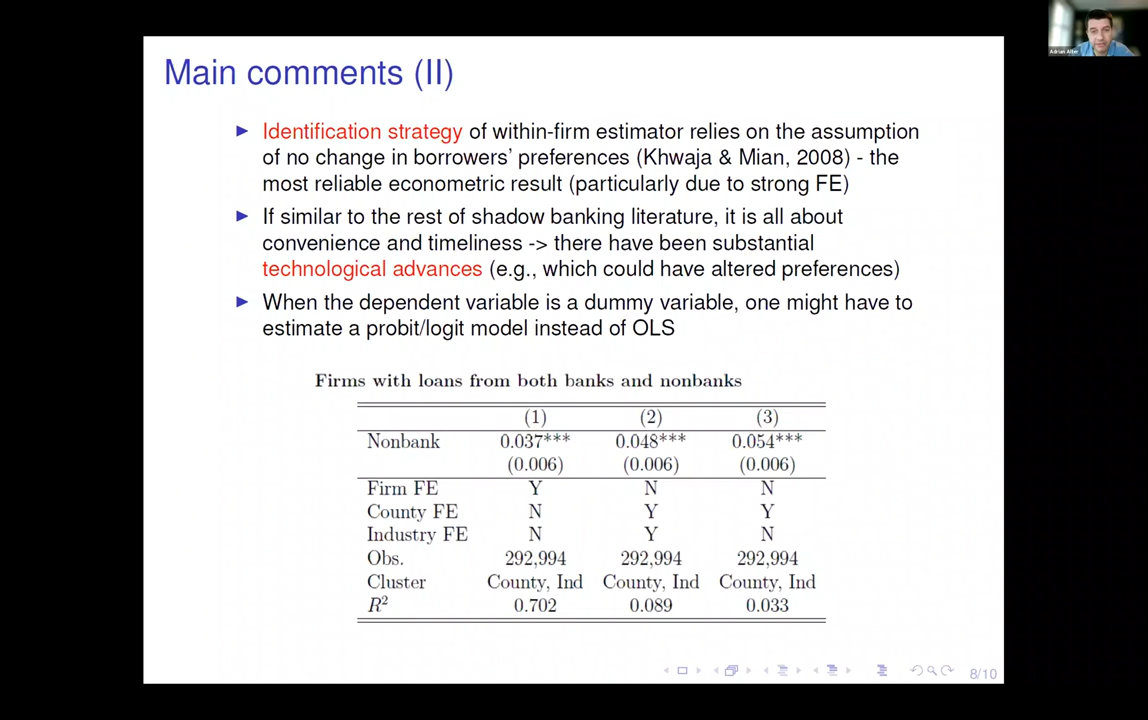 Main comments (II)
Identification strategy of within-firm estimator relies on the assumption
of no change in borrowers' preferences (Khwaja & Mian, 2008) - the
most reliable econometric result (particularly due to strong FE)
If similar to the rest of shadow banking literature, it is all about
convenience and timeliness -> there have been substantial
technological advances (e.g., which could have altered preferences)
When the dependent variable is a dummy variable, one might have to
estimate a probit/logit model instead of OLS
Firms with loans from both banks and nonbanks
(1) (2) (3)
Nonbank 0.037*** 0.048*** 0.054***
(0.006) (0.006) (0.006)
Firm FE Y N N
County FE N Y Y
Industry FE N Y N
Obs. 292,994 292,994 292,994
Cluster County, Ind County, Ind County, Ind
R² 0.702 0.089 0.033
8/10
Adrian